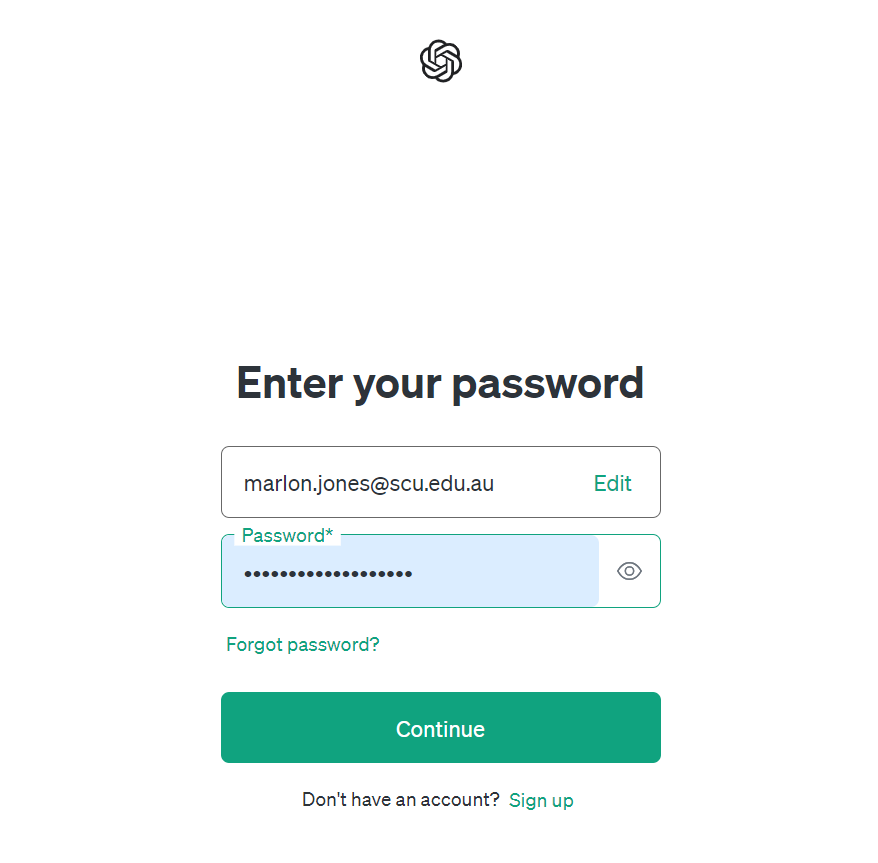 Enter your password
marlon.jones@scu.edu.au Edit
Password*
•••••••••••••••••••
Forgot password?
Continue
Don't have an account? Sign up